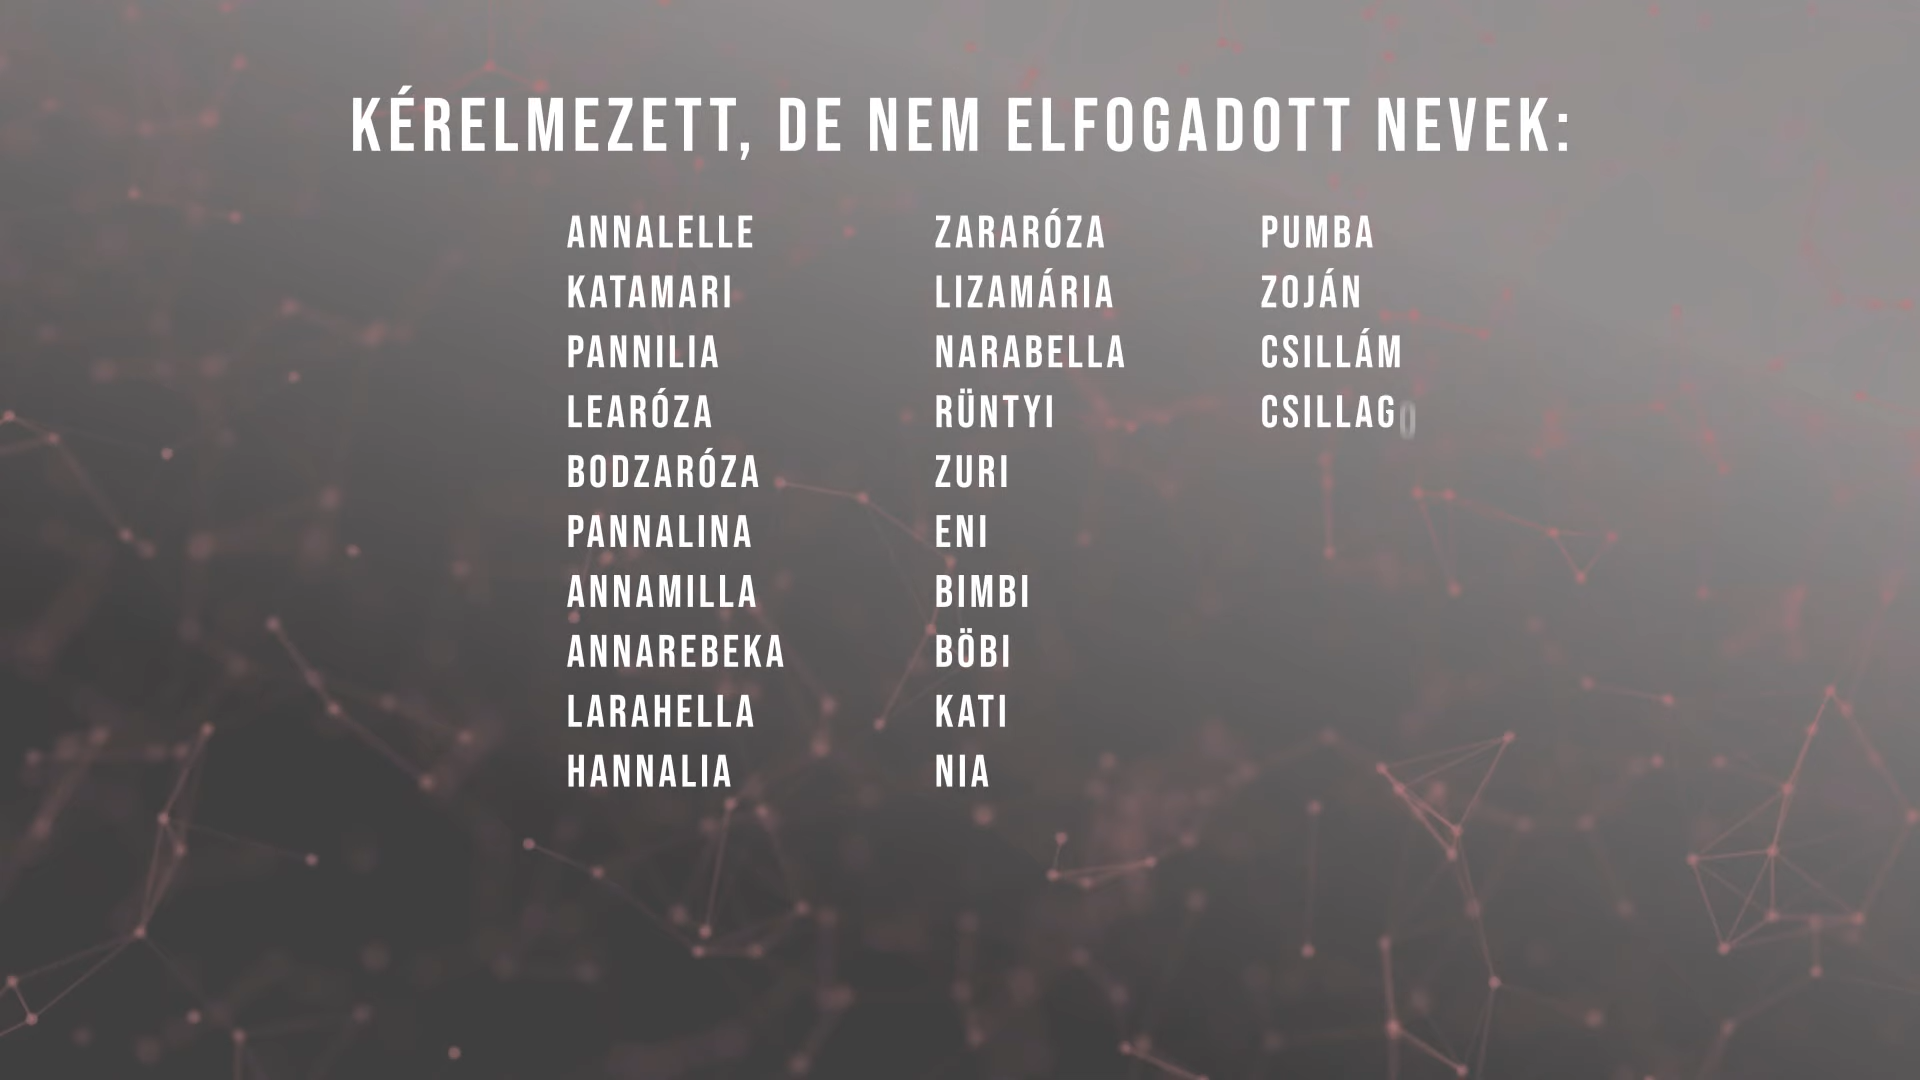 KÉRELMEZETT, DE NEM ELFOGADOTT NEVEK:
ANNALELLE
KATAMARI
PANNILIA
LEARÓZA
BODZARÓZA
PANNALINA
ANNAMILLA
ANNAREBEKA
LARAHELLA
HANNALIA
ZARARÓZA
LIZAMÁRIA
NARABELLA
RÜNTYI
ZURI
ENI
BIMBI
BÖBI
KATI
NIA
PUMBA
ZOJÁN
CSILLÁM
CSILLAGO